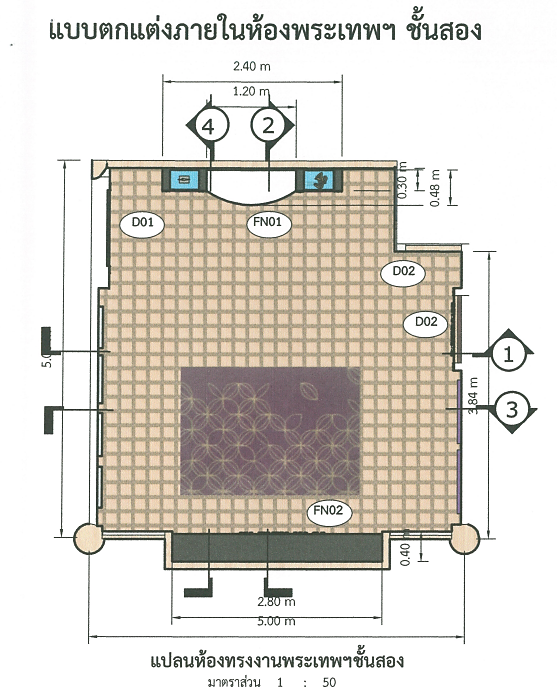 แบบตกแต่งภายในห้องพระเทพฯ ชั้นสอง
2.40 m
1.20 m
4 2
0.30 m
0.48 m
D01 FN01
D02
D02
1
3
3.84 m
FN02
0.40 m
2.80 m
5.00 m
แปลนห้องทรงงานพระเทพฯชั้นสอง
มาตราส่วน 1 : 50